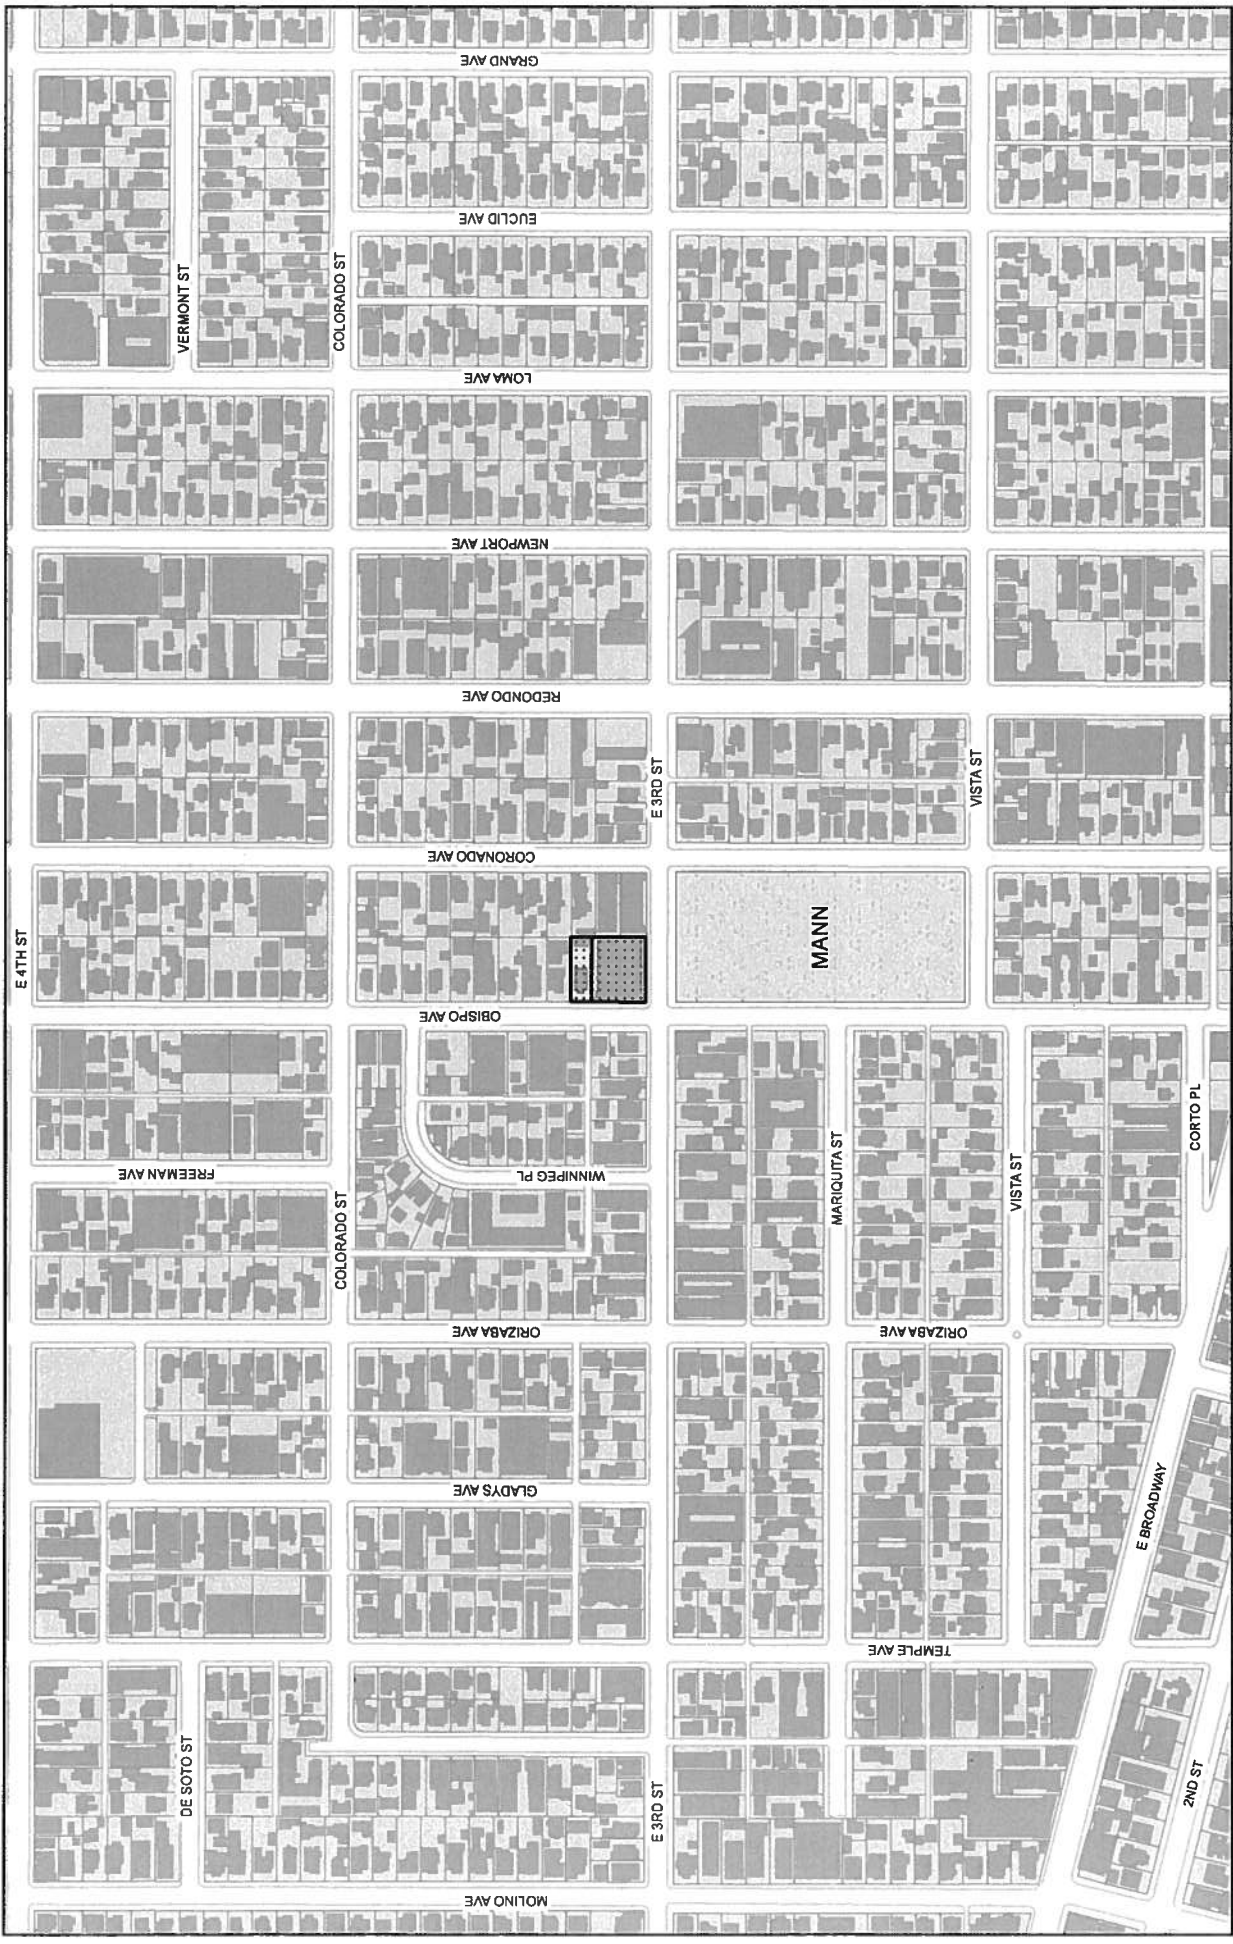 GRAND AVE
EUCLID AVE
VERMONT ST
COLORADO ST
LOMA AVE
NEWPORT AVE
REDONDO AVE
E 3RD ST
VISTA ST
CORONADO AVE
E 4TH ST
MANN
OBISPO AVE
CORTO PL
MARIQUITA ST
VISTA ST
FREEMAN AVE
WINNIPEG PL
COLORADO ST
ORIZABA AVE
ORIZABA AVE
GLADYS AVE
E BROADWAY
TEMPLE AVE
DE SOTO ST
E 3RD ST
2ND ST
MOLINO AVE